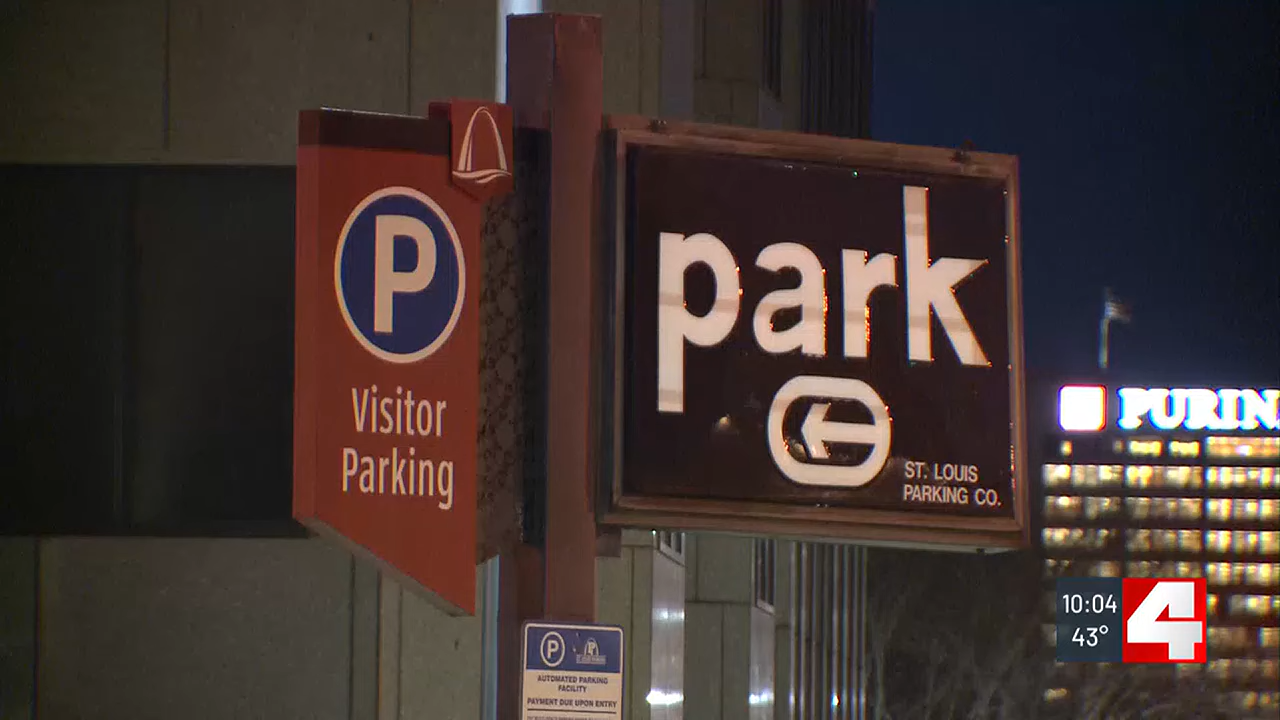 P
Visitor
Parking
park
ST. LOUIS
PARKING CO.
PURIN
P
AUTOMATED PARKING
FACILITY
PAYMENT DUE UPON ENTRY
10:04
43°
4